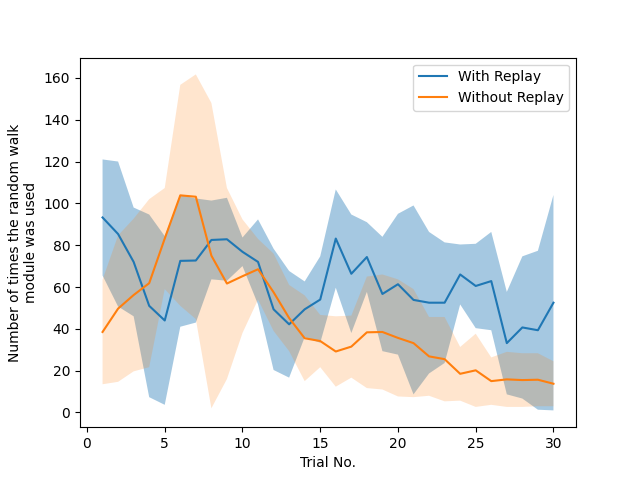 With Replay
Without Replay
160
140
120
100
80
60
40
20
0
Number of times the random walk
module was used
0 5 10 15 20 25 30
Trial No.